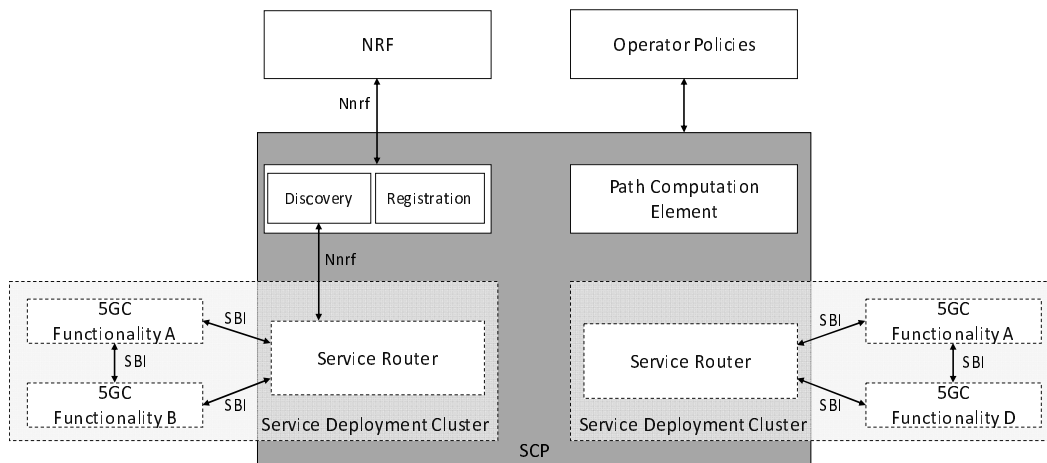 NRF
Operator Policies
Nnrf
Discovery
Registration
Path Computation
Element
Nnrf
5GC
Functionality A
SBI
SBI
5GC
Functionality B
SBI
Service Router
Service Deployment Cluster
Service Router
Service Deployment Cluster
SBI
5GC
Functionality A
SBI
SBI
5GC
Functionality D
SCP